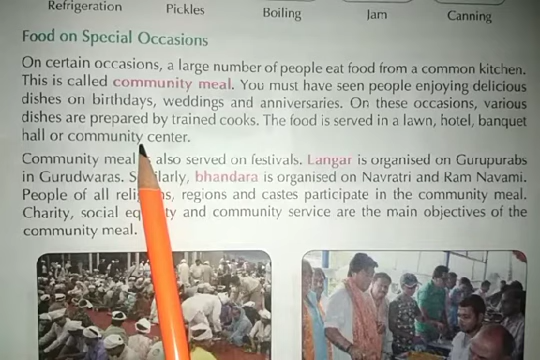 Refrigeration Pickles Boiling Jam Canning
Food on Special Occasions
On certain occasions, a large number of people eat food from a common kitchen.
This is called community meal. You must have seen people enjoying delicious
dishes on birthdays, weddings and anniversaries. On these occasions, various
dishes are prepared by trained cooks. The food is served in a lawn, hotel, banquet
hall or community center.
Community meal also served on festivals. Langar is organised on Gurupurabs
in Gurudwaras. Similarly, bhandara is organised on Navratri and Ram Navami.
People of all religions, regions and castes participate in the community meal.
Charity, social equity and community service are the main objectives of the
community meal.